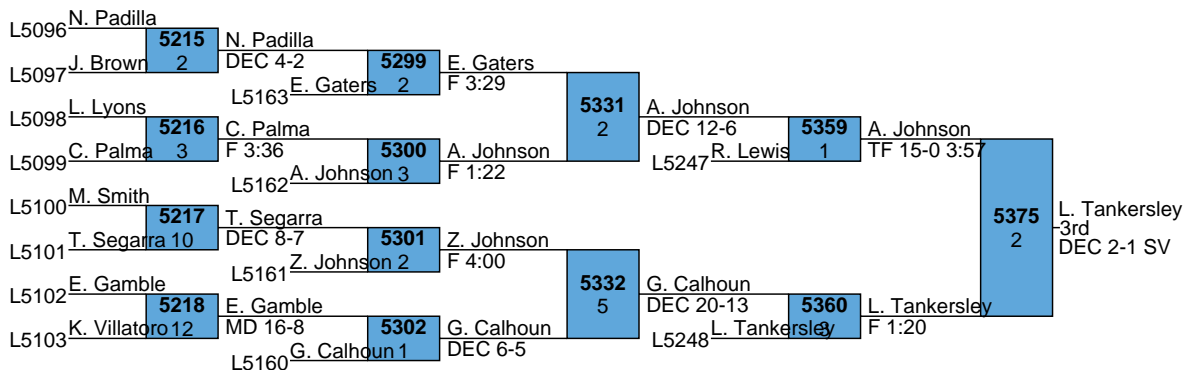 L5096 N. Padilla
5215
2
L5097 J. Brown
N. Padilla
DEC 4-2
5299
2
L5163 E. Gaters
E. Gaters
F 3:29
L5098 L. Lyons
5216
3
L5099 C. Palma
C. Palma
F 3:36
5300
3
L5162 A. Johnson
A. Johnson
F 1:22
5331
2
A. Johnson
DEC 12-6
5359
1
L5247 R. Lewis
A. Johnson
TF 15-0 3:57
L5100 M. Smith
5217
10
L5101 T. Segarra
T. Segarra
DEC 8-7
5301
2
L5161 Z. Johnson
Z. Johnson
F 4:00
L5102 E. Gamble
5218
12
L5103 K. Villatoro
E. Gamble
MD 16-8
5302
1
L5160 G. Calhoun
G. Calhoun
DEC 6-5
5332
5
G. Calhoun
DEC 20-13
5360
3
L5248 L. Tankersley
L. Tankersley
F 1:20
5375
2
L. Tankersley
3rd
DEC 2-1 SV